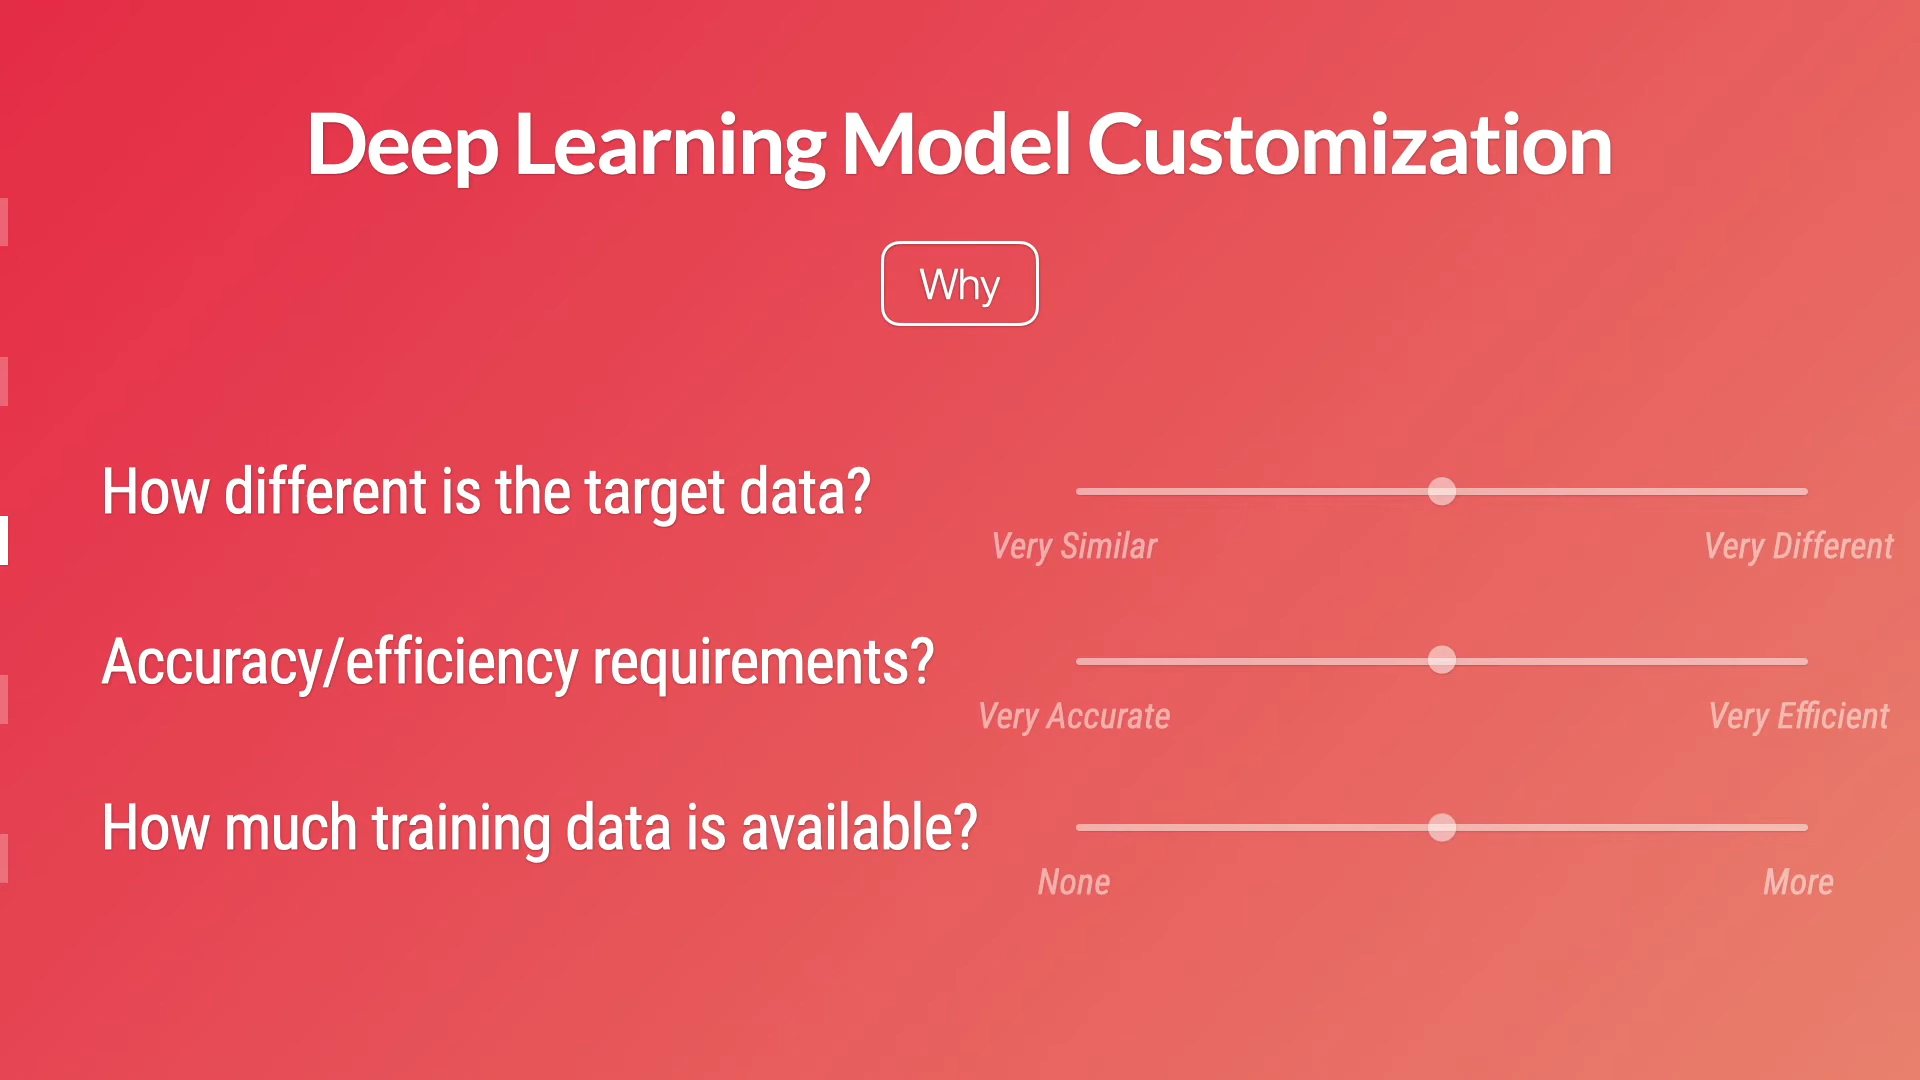 Deep Learning Model Customization
Why
How different is the target data?
Very Similar
Very Different
Accuracy/efficiency requirements?
Very Accurate
Very Efficient
How much training data is available?
None
More